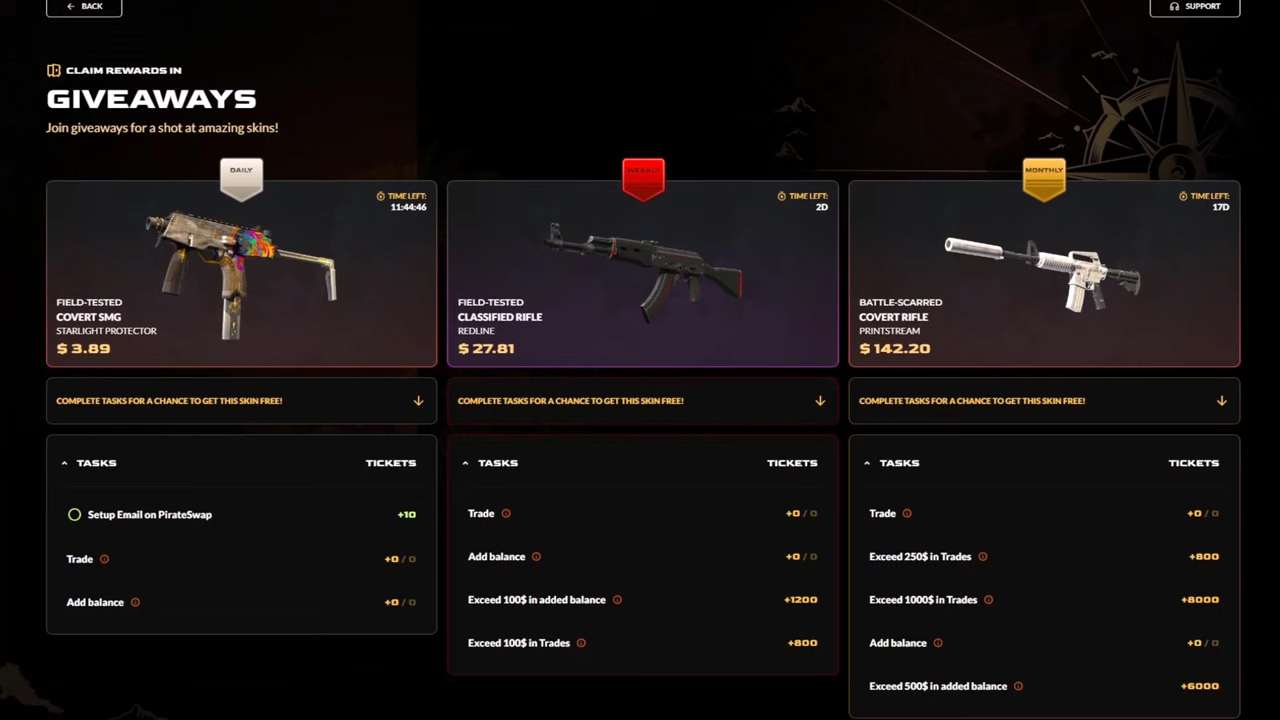 BACK
SUPPORT
CLAIM REWARDS IN
GIVEAWAYS
Join giveaways for a shot at amazing skins!
DAILY
TIME LEFT:
11:44:46
FIELD-TESTED
COVERT SMG
STARLIGHT PROTECTOR
$ 3.89
COMPLETE TASKS FOR A CHANCE TO GET THIS SKIN FREE!
TASKS TICKETS
Setup Email on PirateSwap +10
Trade +0 / 0
Add balance +0 / 0
WEEKLY
TIME LEFT:
2D
FIELD-TESTED
CLASSIFIED RIFLE
REDLINE
$ 27.81
COMPLETE TASKS FOR A CHANCE TO GET THIS SKIN FREE!
TASKS TICKETS
Trade +0 / 0
Add balance +0 / 0
Exceed 100$ in added balance +1200
Exceed 100$ in Trades +800
MONTHLY
TIME LEFT:
17D
BATTLE-SCARRED
COVERT RIFLE
PRINTSTREAM
$ 142.20
COMPLETE TASKS FOR A CHANCE TO GET THIS SKIN FREE!
TASKS TICKETS
Trade +0 / 0
Exceed 250$ in Trades +800
Exceed 1000$ in Trades +8000
Add balance +0 / 0
Exceed 500$ in added balance +6000